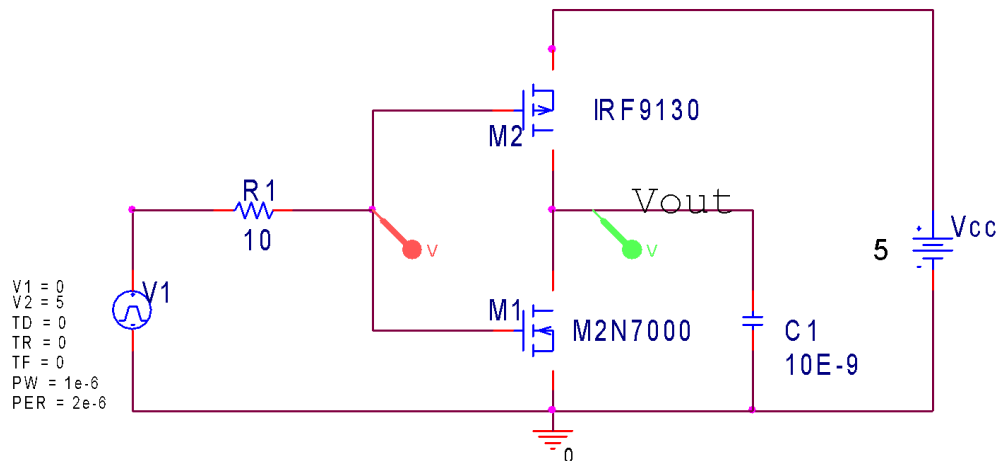 IRF9130
M2
R1
10
V
Vout
V
Vcc
5
V1
V1 = 0
V2 = 5
TD = 0
TR = 0
TF = 0
PW = 1e-6
PER = 2e-6
M1
M2N7000
C1
10E-9
0